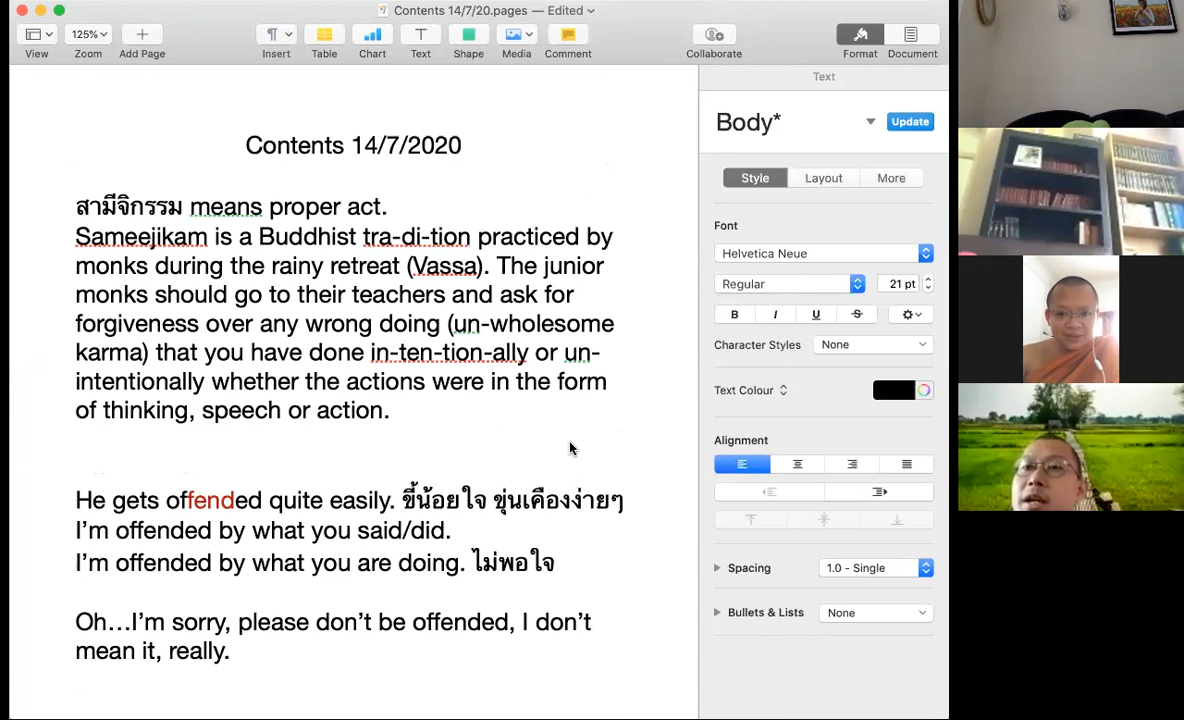 Contents 14/7/20.pages — Edited
125%
View
Zoom
Add Page
Insert
Table
Chart
Text
Shape
Media
Comment
Collaborate
Format
Document
Contents 14/7/2020
สามีจิกรรม means proper act.
Sameejikam is a Buddhist tra-di-tion practiced by
monks during the rainy retreat (Vassa). The junior
monks should go to their teachers and ask for
forgiveness over any wrong doing (un-wholesome
karma) that you have done in-ten-tion-ally or un-
intentionally whether the actions were in the form
of thinking, speech or action.
He gets offended quite easily. ขี้น้อยใจ ขุ่นเคืองง่ายๆ
I'm offended by what you said/did.
I'm offended by what you are doing. ไม่พอใจ
Oh…I'm sorry, please don't be offended, I don't
mean it, really.
Text
Body*
Update
Style
Layout
More
Font
Helvetica Neue
Regular
21 pt
B
I
U
S
Character Styles
None
Text Colour
Alignment
Spacing
1.0 - Single
Bullets & Lists
None